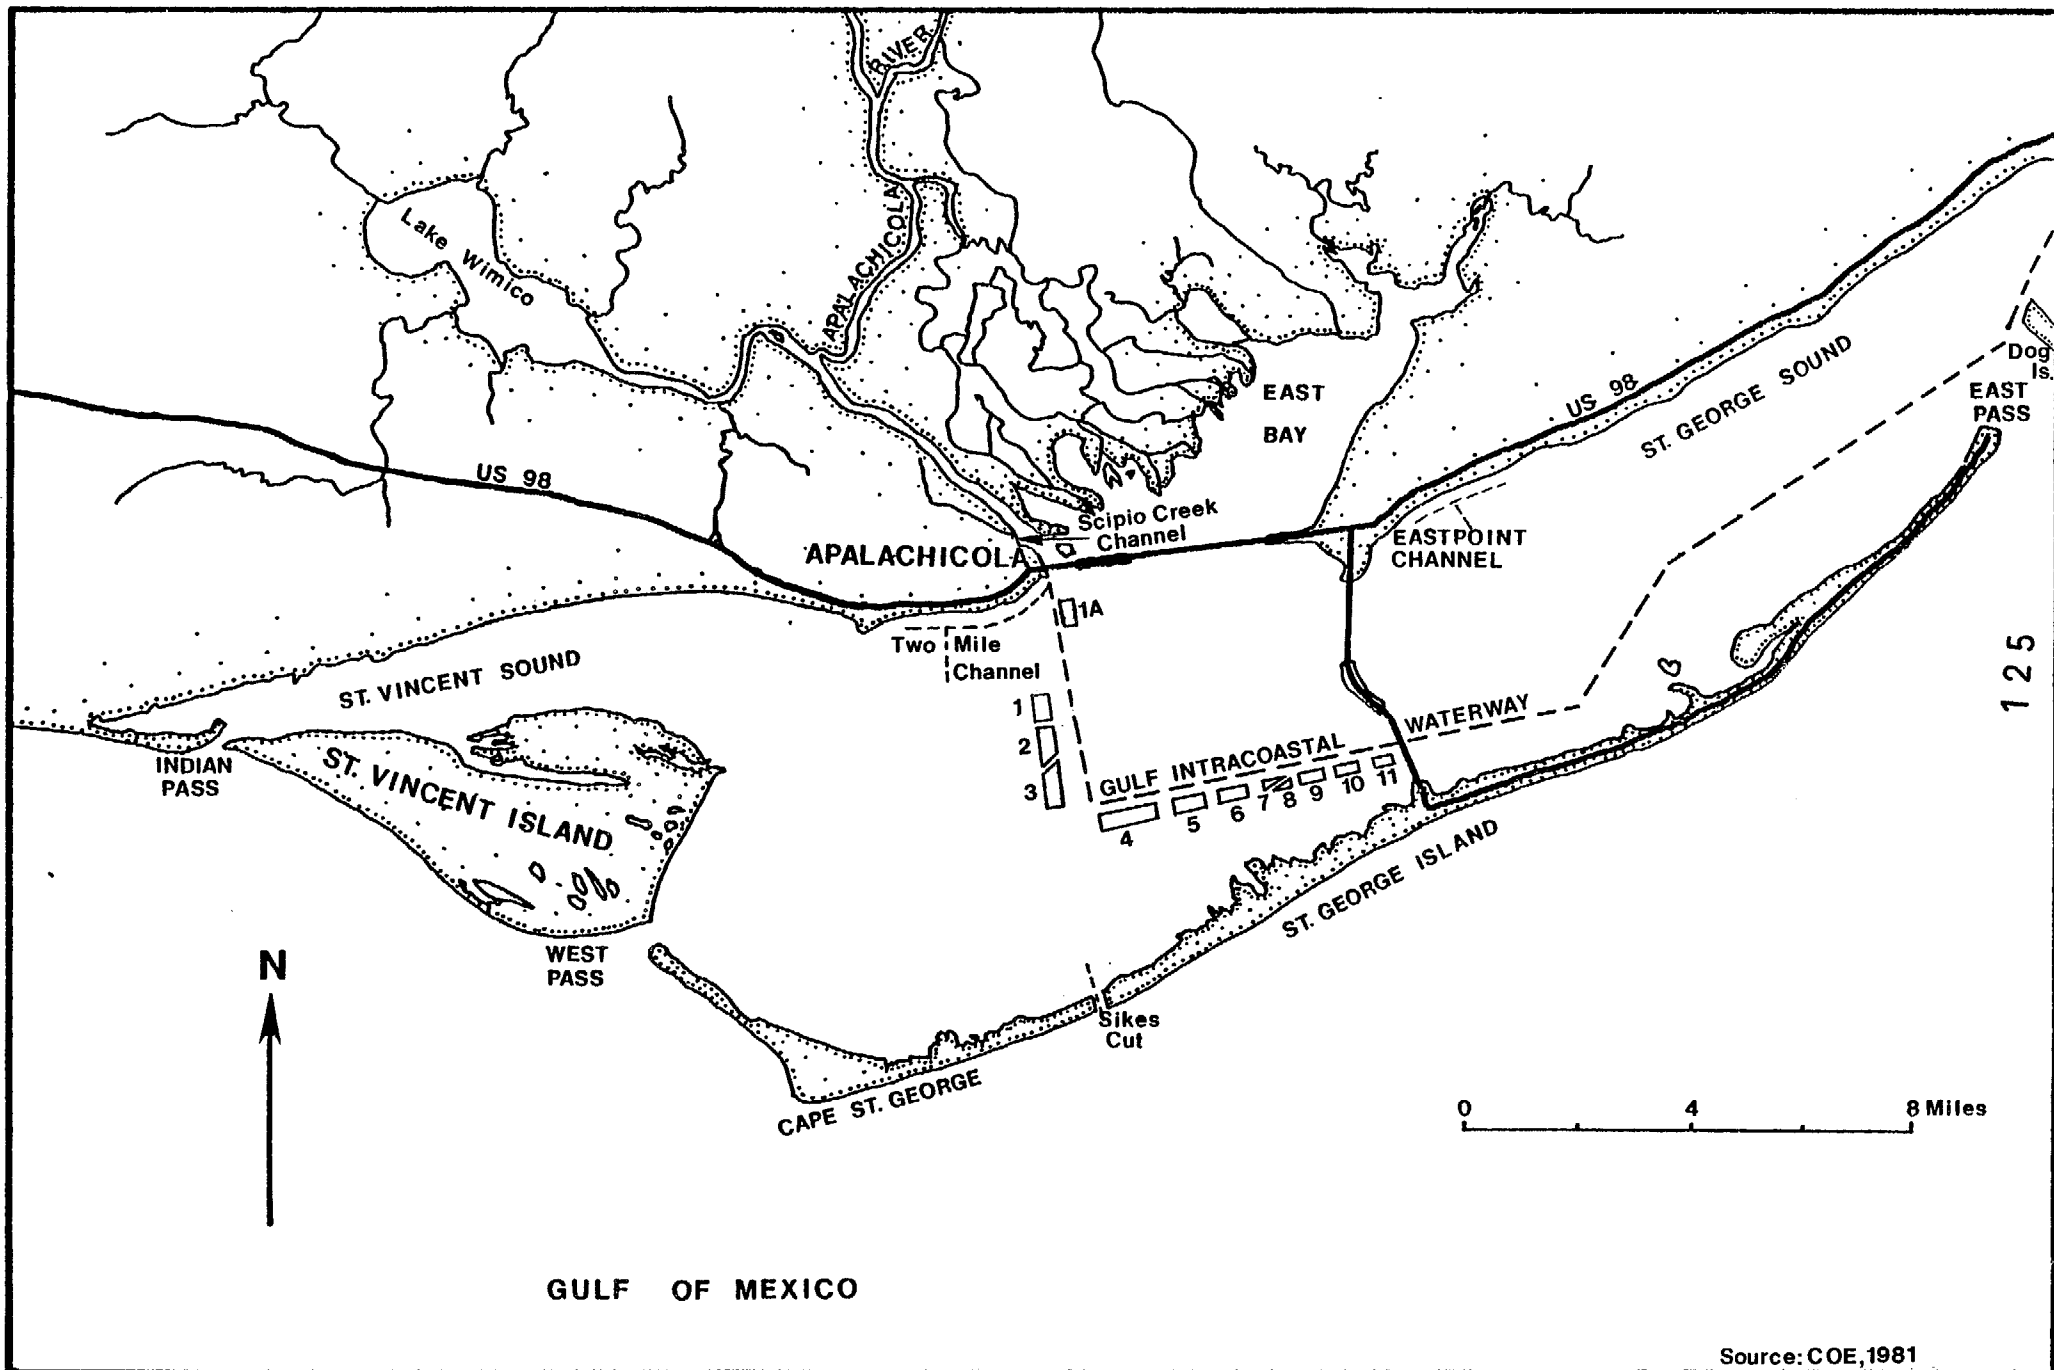 RIVER
APALACHICOLA
Lake Wimico
EAST
BAY
US 98
US 98
ST. GEORGE SOUND
Dog
Is.
EAST
PASS
Scipio Creek
Channel
APALACHICOLA
EASTPOINT
CHANNEL
1A
Two Mile
Channel
ST. VINCENT SOUND
125
1
2
3
GULF INTRACOASTAL WATERWAY
4
5
6
7
8
9
10
11
INDIAN
PASS
ST. VINCENT ISLAND
ST. GEORGE ISLAND
WEST
PASS
N
Sikes
Cut
CAPE ST. GEORGE
0 4 8 Miles
GULF OF MEXICO
Source: COE, 1981